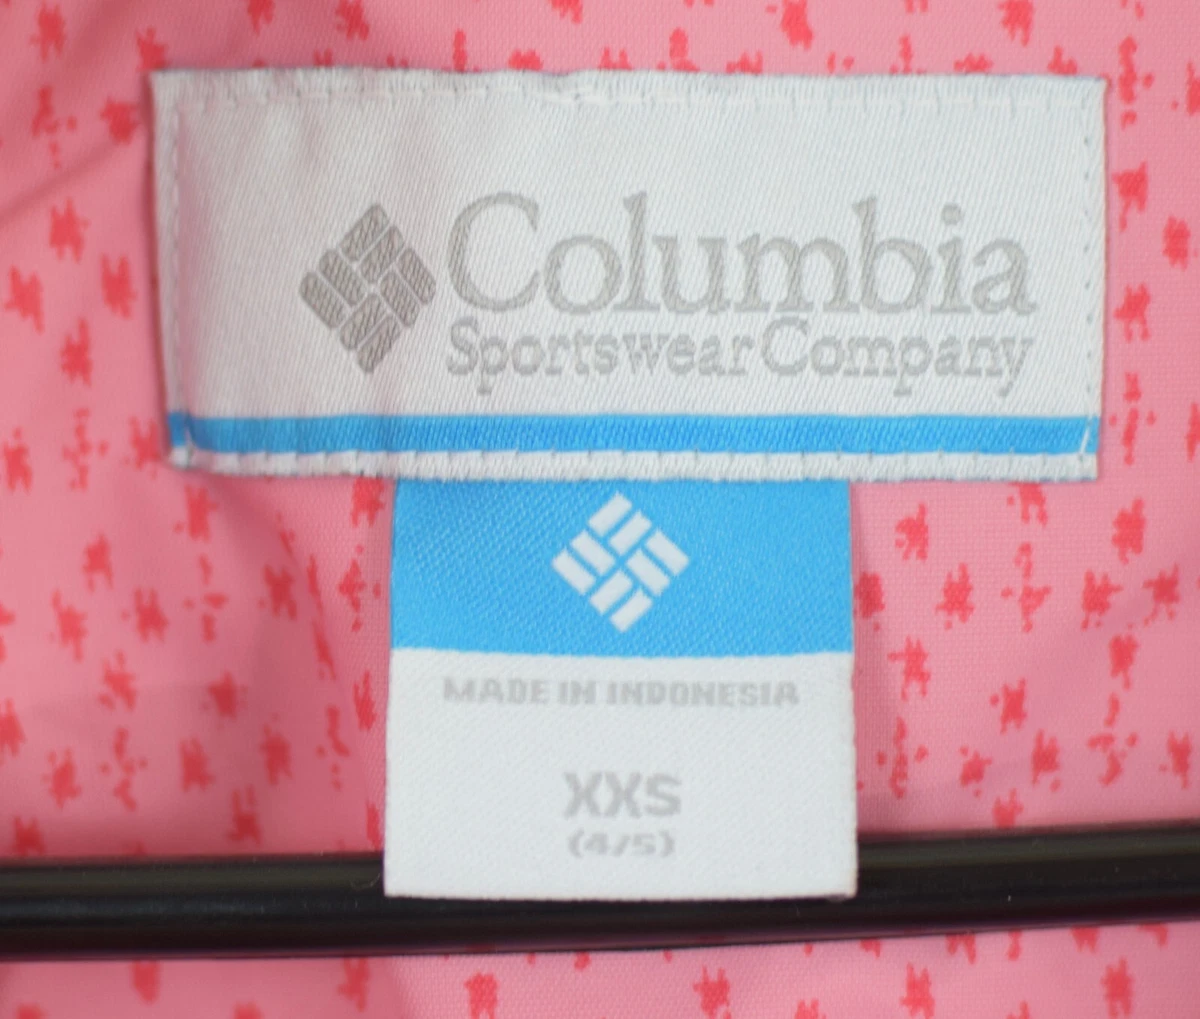 Columbia
Sportswear Company
MADE IN INDONESIA
XXS
(4/5)